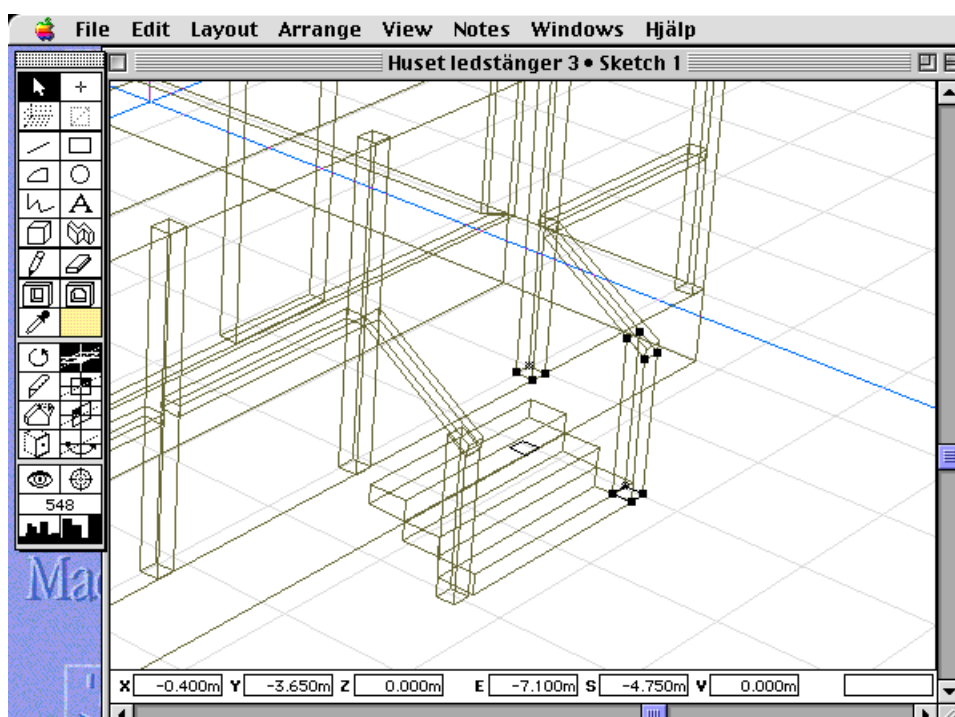 File Edit Layout Arrange View Notes Windows Hjälp
Huset ledstänger 3 • Sketch 1
A
548
Mac
X -0.400m Y -3.650m Z 0.000m E -7.100m S -4.750m V 0.000m